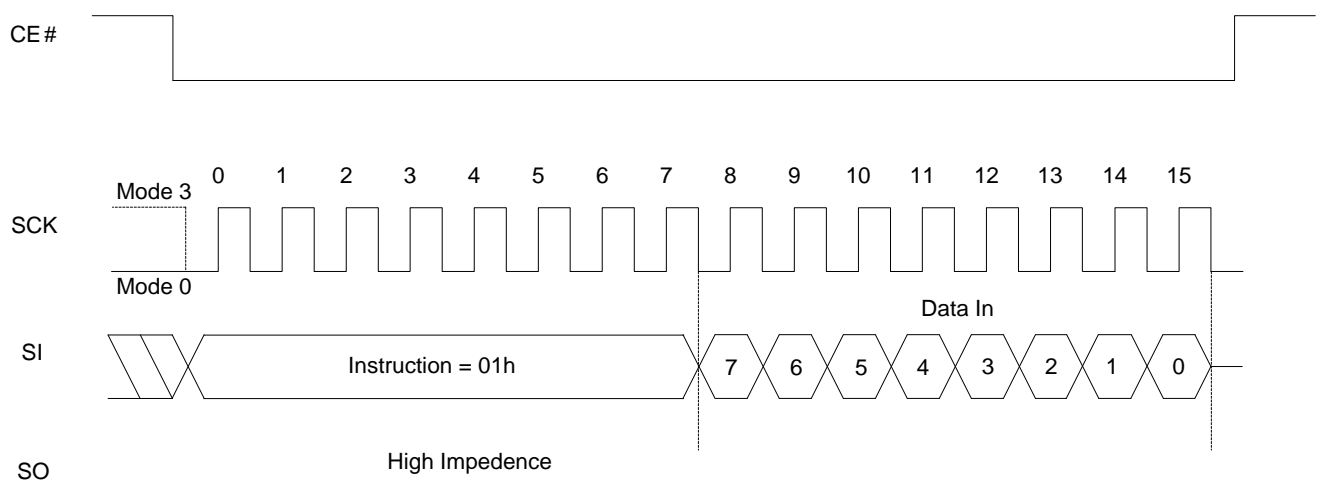 CE#
0 1 2 3 4 5 6 7 8 9 10 11 12 13 14 15
Mode 3
SCK
Mode 0
Data In
SI
Instruction = 01h
7 6 5 4 3 2 1 0
High Impedence
SO